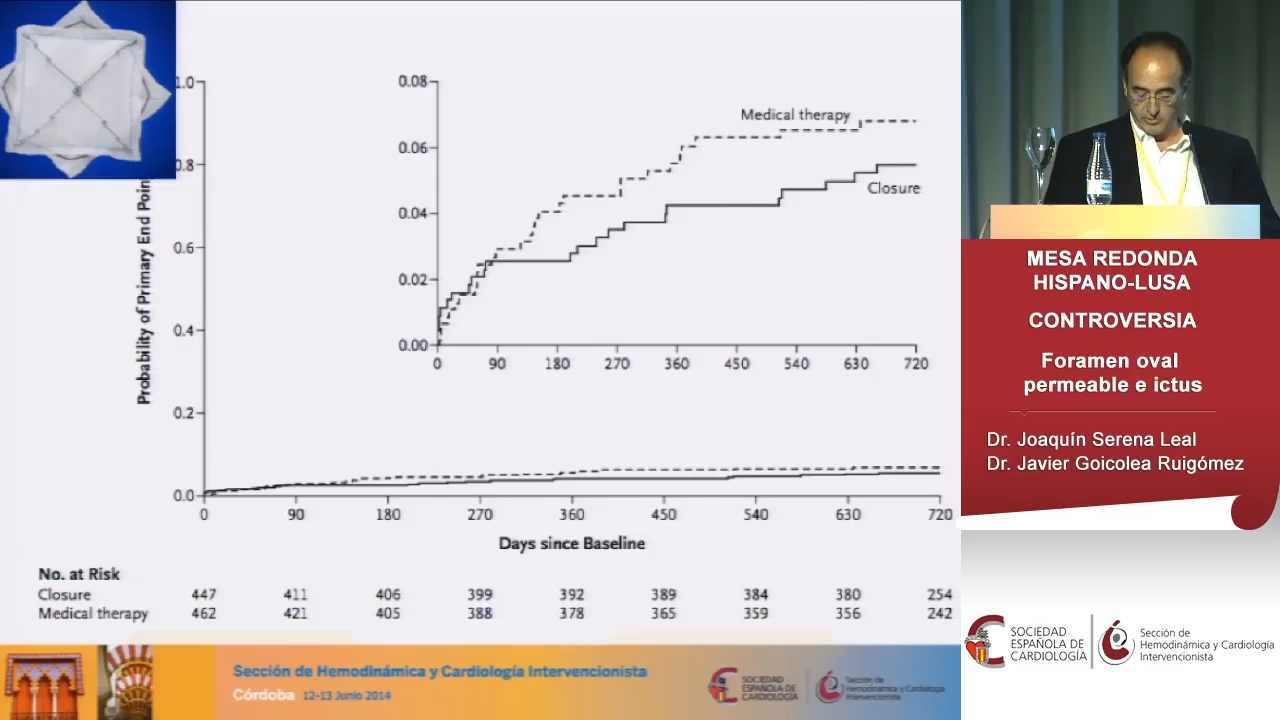 1.0
0.8
0.6
0.4
0.2
0.0
Probability of Primary End Poin
0.08
0.06
0.04
0.02
0.00
Medical therapy
Closure
0 90 180 270 360 450 540 630 720
0 90 180 270 360 450 540 630 720
Days since Baseline
No. at Risk
Closure 447 411 406 399 392 389 384 380 254
Medical therapy 462 421 405 388 378 365 359 356 242
Sección de Hemodinámica y Cardiología Intervencionista
Córdoba 12-13 Junio 2014
SOCIEDAD
ESPAÑOLA DE
CARDIOLOGÍA
Sección de
Hemodinámica y Cardiología
Intervencionista
MESA REDONDA
HISPANO-LUSA
CONTROVERSIA
Foramen oval
permeable e ictus
Dr. Joaquín Serena Leal
Dr. Javier Goicolea Ruigómez
SOCIEDAD
ESPAÑOLA DE
CARDIOLOGÍA
Sección de
Hemodinámica y Cardiología
Intervencionista